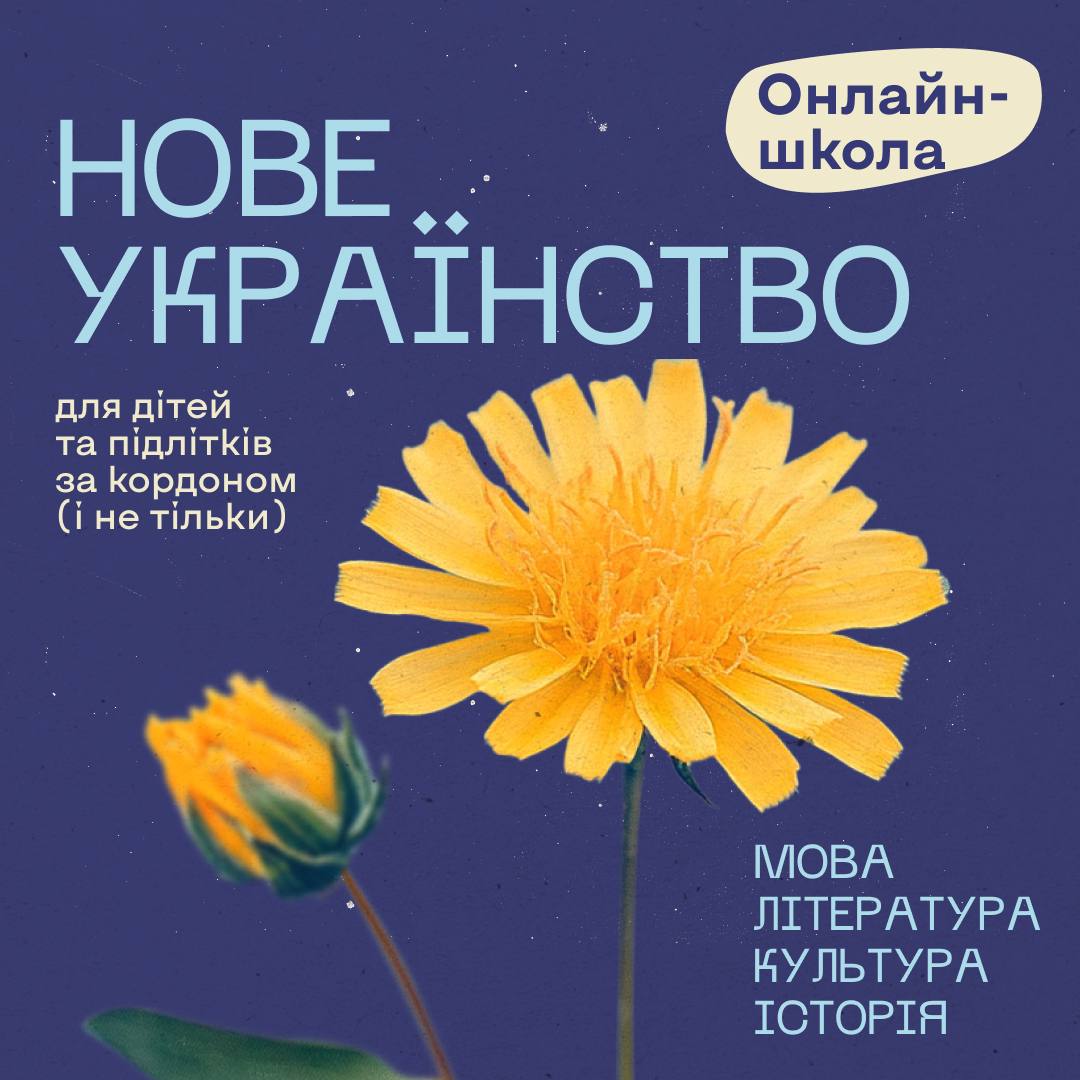 Онлайн-
школа
НОВЕ
УКРАЇНСТВО
для дітей
та підлітків
за кордоном
(і не тільки)
МОВА
ЛІТЕРАТУРА
КУЛЬТУРА
ІСТОРІЯ